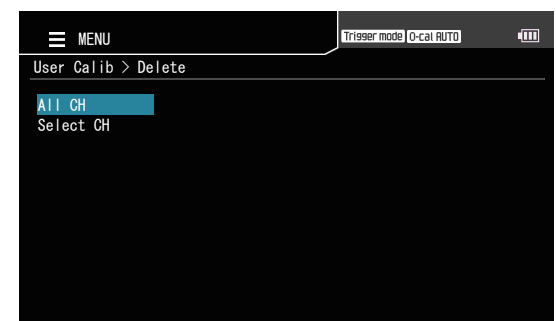 MENU
Trigger mode 0-cal AUTO
User Calib > Delete
All CH
Select CH